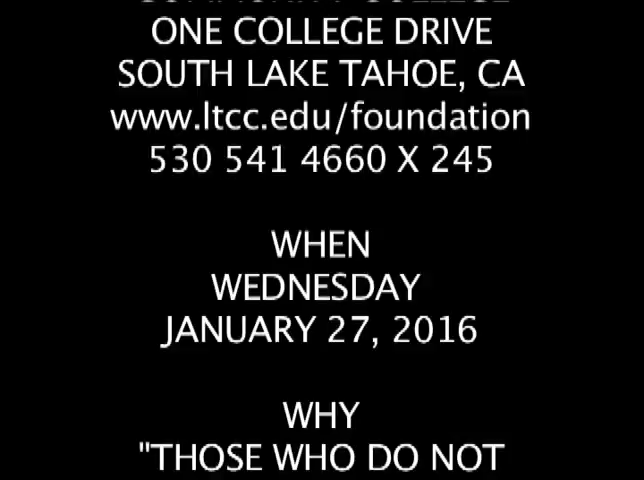 ONE COLLEGE DRIVE
SOUTH LAKE TAHOE, CA
www.ltcc.edu/foundation
530 541 4660 X 245
WHEN
WEDNESDAY
JANUARY 27, 2016
WHY
"THOSE WHO DO NOT